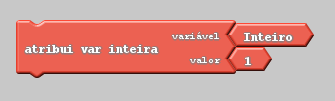 variável Inteiro
atribui var inteira
valor 1